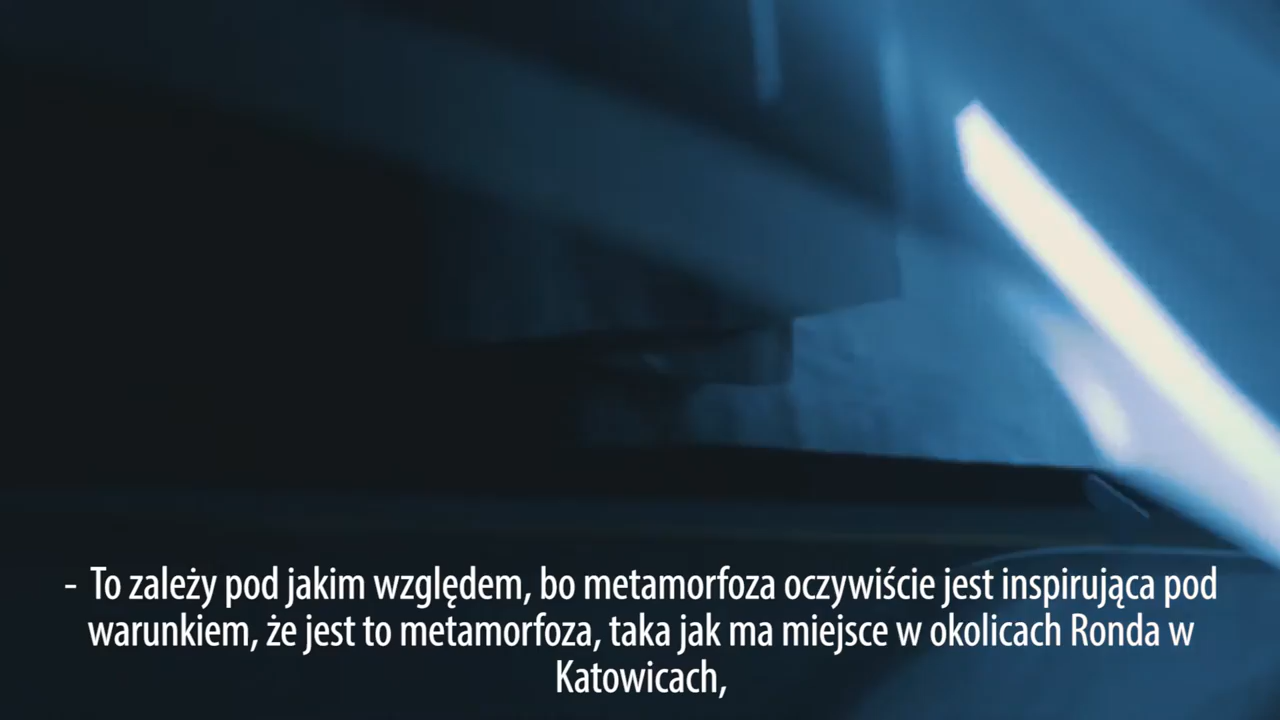 - To zależy pod jakim względem, bo metamorfoza oczywiście jest inspirująca pod
warunkiem, że jest to metamorfoza, taka jak ma miejsce w okolicach Ronda w
Katowicach,